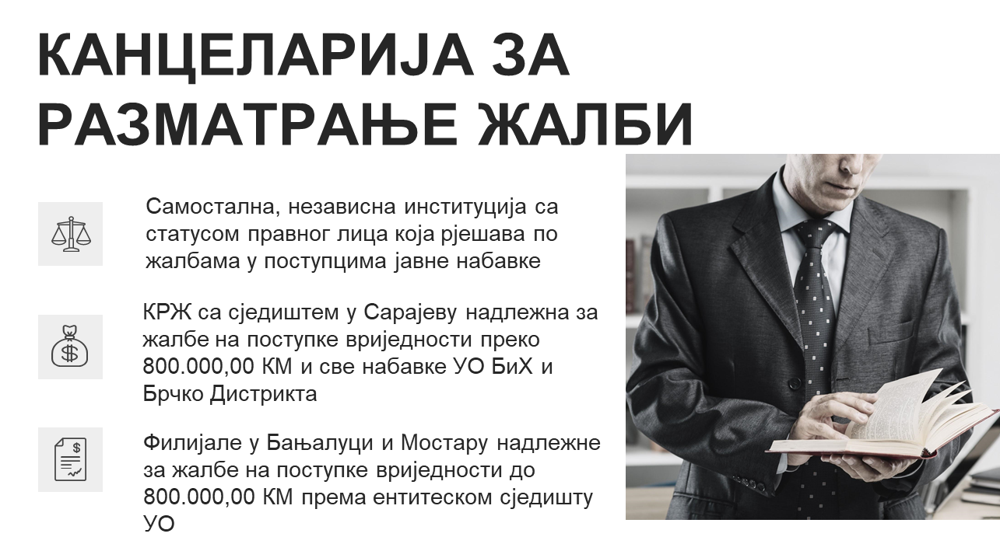 КАНЦЕЛАРИЈА ЗА
РАЗМАТРАЊЕ ЖАЛБИ
Самостална, независна институција са
статусом правног лица која рјешава по
жалбама у поступцима јавне набавке
КРЖ са сједиштем у Сарајеву надлежна за
жалбе на поступке вриједности преко
800.000,00 КМ и све набавке УО БиХ и
Брчко Дистрикта
Филијале у Бањалуци и Мостару надлежне
за жалбе на поступке вриједности до
800.000,00 КМ према ентитеском сједишту
УО